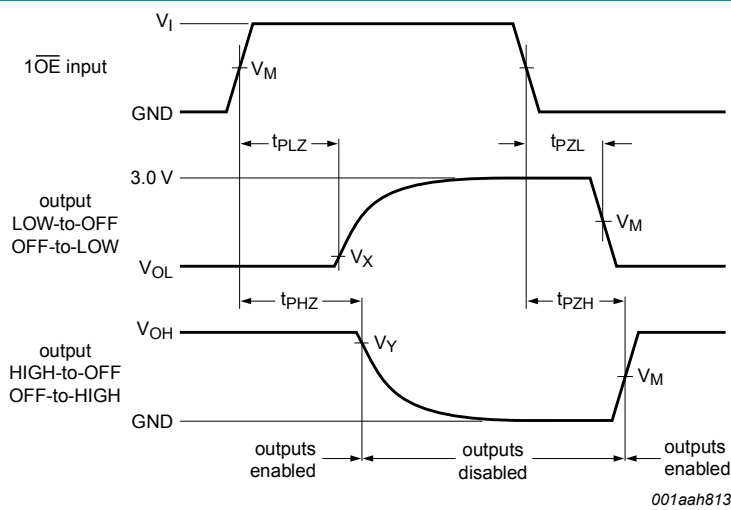 V_I
1O̅E̅ input
V_M
GND
t_PLZ
t_PZL
3.0 V
output
LOW-to-OFF
OFF-to-LOW
V_M
V_X
V_OL
t_PHZ
t_PZH
V_OH
output
HIGH-to-OFF
OFF-to-HIGH
V_Y
V_M
GND
outputs
enabled
outputs
disabled
outputs
enabled
001aah813